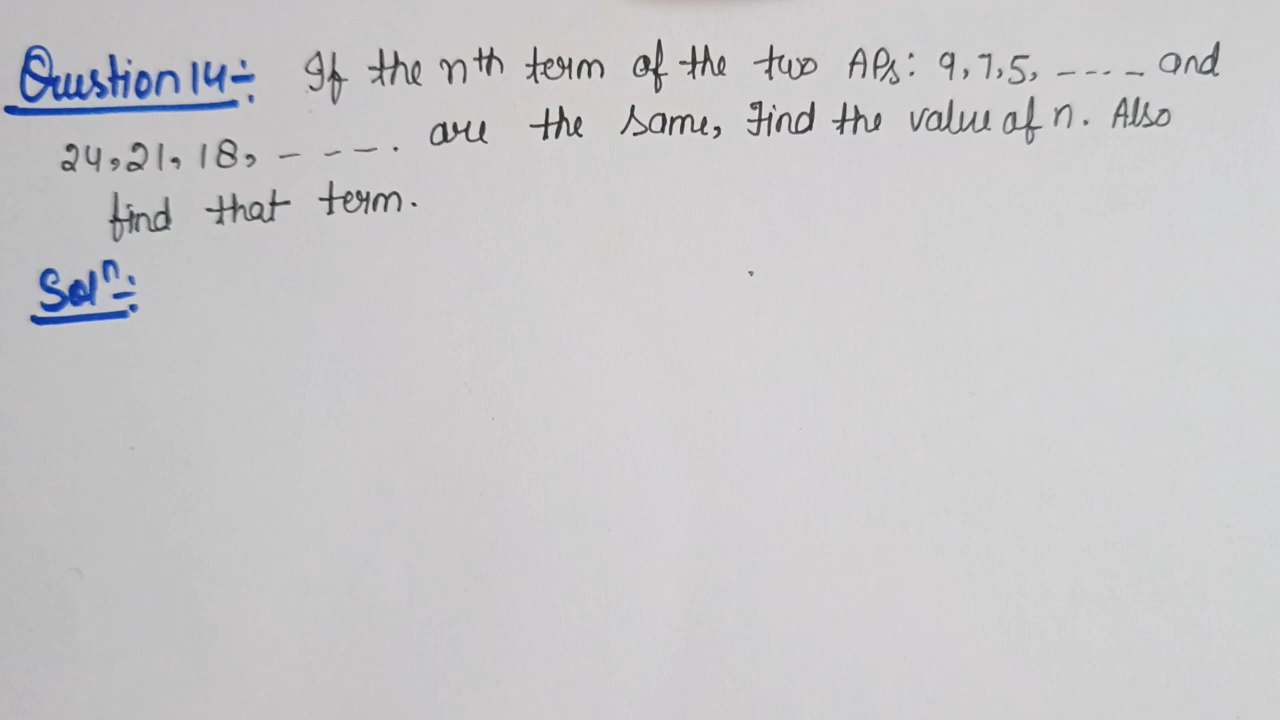 Question 14÷ If the nth term of the two APs: 9,7,5, ---- and
24,21,18, ----. are the same, find the value of n. Also
find that term.
Solⁿ÷